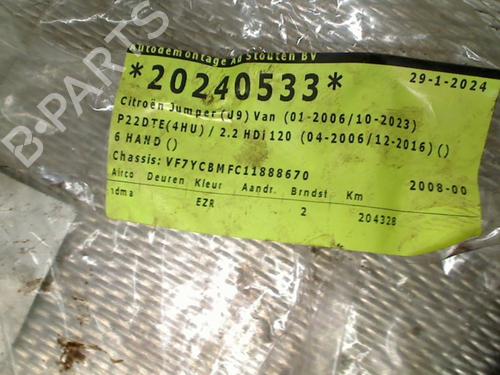 B-PARTS
Autodemontage Ad Stouten BV
*20240533* 29-1-2024
Citroën Jumper (U9) Van (01-2006/10-2023)
P22DTE(4HU) / 2.2 HDi 120 (04-2006/12-2016) ()
6 HAND ()
Chassis: VF7YCBMFC11888670 2008-00
Airco Deuren Kleur Aandr. Brndst Km
ndma EZR 2 204328